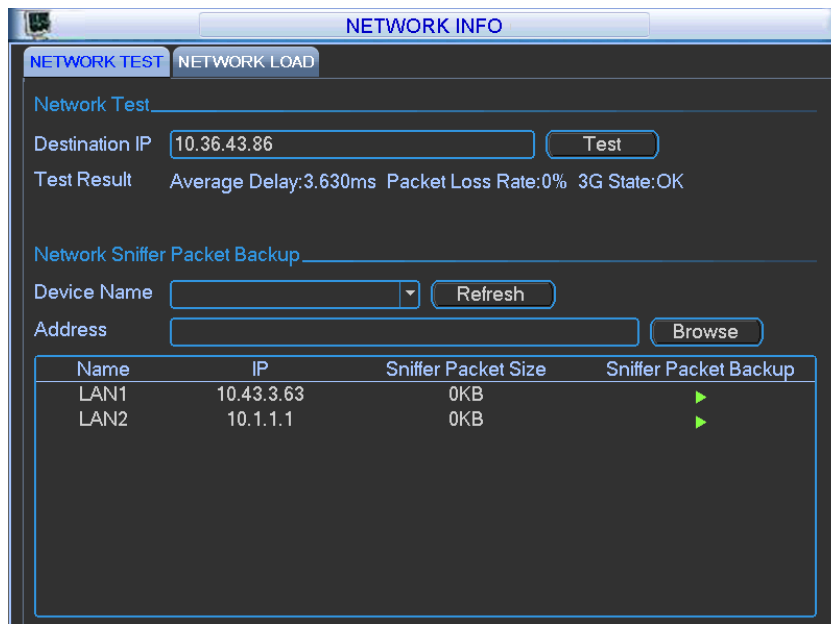 NETWORK INFO
NETWORK TEST NETWORK LOAD
Network Test
Destination IP 10.36.43.86 Test
Test Result Average Delay:3.630ms Packet Loss Rate:0% 3G State:OK
Network Sniffer Packet Backup
Device Name Refresh
Address Browse
Name IP Sniffer Packet Size Sniffer Packet Backup
LAN1 10.43.3.63 0KB
LAN2 10.1.1.1 0KB